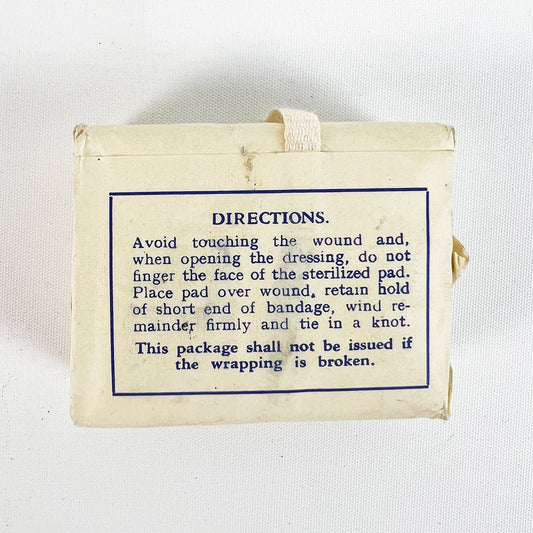 DIRECTIONS.
Avoid touching the wound and,
when opening the dressing, do not
finger the face of the sterilized pad.
Place pad over wound, retain hold
of short end of bandage, wind re-
mainder firmly and tie in a knot.
This package shall not be issued if
the wrapping is broken.